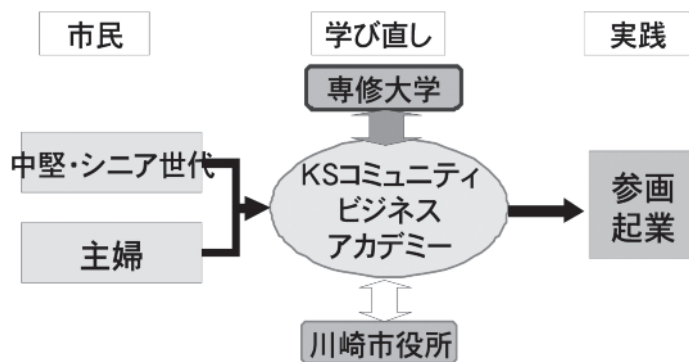 市民
学び直し
実践
専修大学
中堅・シニア世代
主婦
KSコミュニティ
ビジネス
アカデミー
参画
起業
川崎市役所